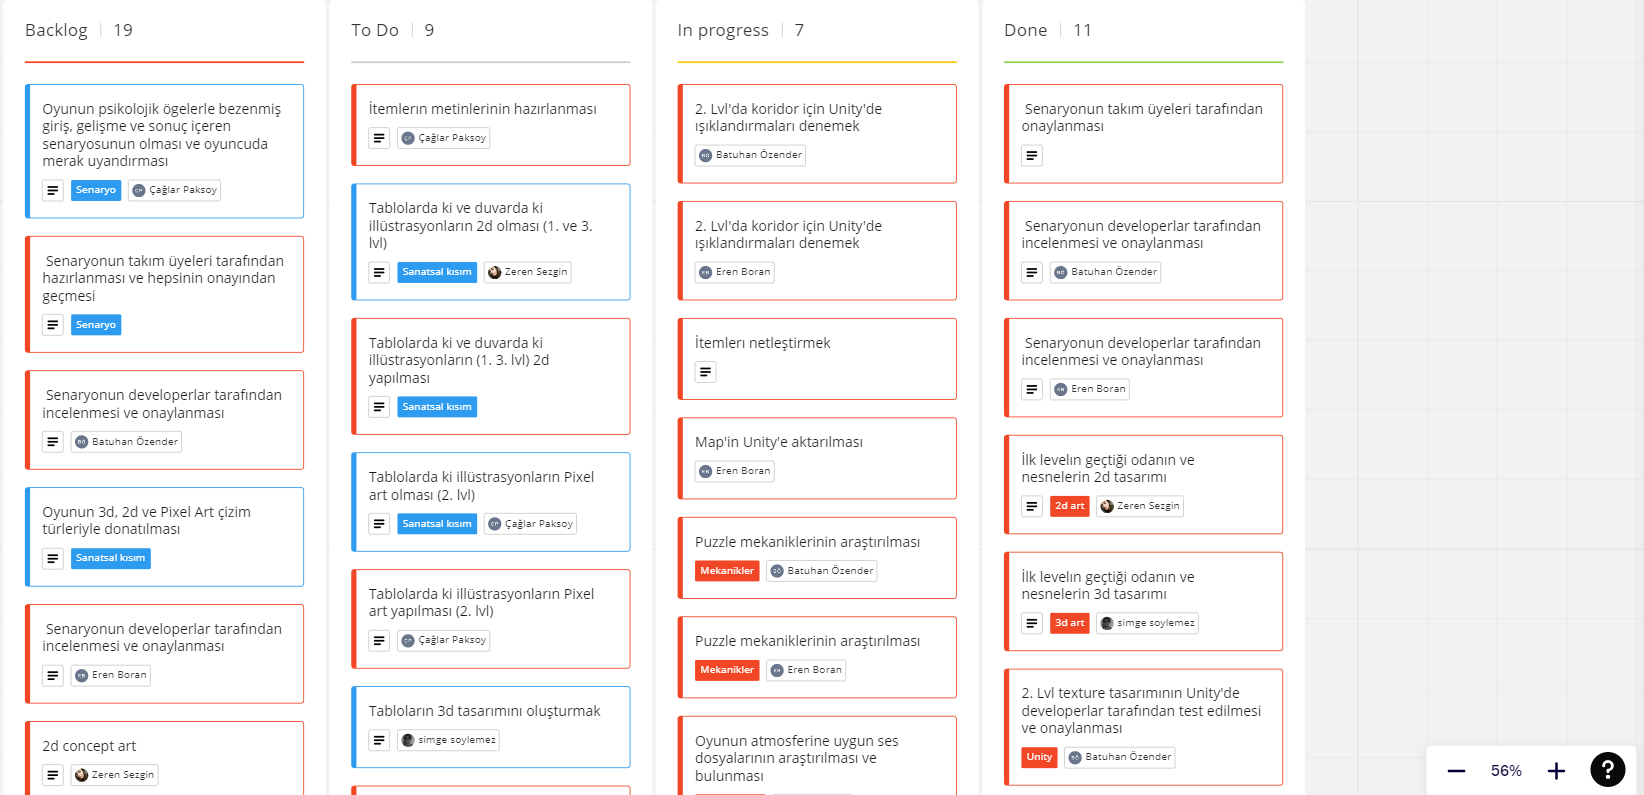 Backlog | 19
Oyunun psikolojik ögelerle bezenmiş
giriş, gelişme ve sonuç içeren
senaryosunun olması ve oyuncuda
merak uyandırması
Senaryo
Çağlar Paksoy
Senaryonun takım üyeleri tarafından
hazırlanması ve hepsinin onayından
geçmesi
Senaryo
Senaryonun developerlar tarafından
incelenmesi ve onaylanması
Batuhan Özender
Oyunun 3d, 2d ve Pixel Art çizim
türleriyle donatılması
Sanatsal kısım
Senaryonun developerlar tarafından
incelenmesi ve onaylanması
Eren Boran
2d concept art
Zeren Sezgin
To Do | 9
İtemlerın metinlerinin hazırlanması
Çağlar Paksoy
Tablolarda ki ve duvarda ki
illüstrasyonların 2d olması (1. ve 3.
lvl)
Sanatsal kısım
Zeren Sezgin
Tablolarda ki ve duvarda ki
illüstrasyonların (1. 3. lvl) 2d
yapılması
Sanatsal kısım
Tablolarda ki illüstrasyonların Pixel
art olması (2. lvl)
Sanatsal kısım
Çağlar Paksoy
Tablolarda ki illüstrasyonların Pixel
art yapılması (2. lvl)
Çağlar Paksoy
Tabloların 3d tasarımını oluşturmak
simge soylemez
In progress | 7
2. Lvl'da koridor için Unity'de
ışıklandırmaları denemek
Batuhan Özender
2. Lvl'da koridor için Unity'de
ışıklandırmaları denemek
Eren Boran
İtemlerı netleştirmek
Map'in Unity'e aktarılması
Eren Boran
Puzzle mekaniklerinin araştırılması
Mekanikler
Batuhan Özender
Puzzle mekaniklerinin araştırılması
Mekanikler
Eren Boran
Oyunun atmosferine uygun ses
dosyalarının araştırılması ve
bulunması
Done | 11
Senaryonun takım üyeleri tarafından
onaylanması
Senaryonun developerlar tarafından
incelenmesi ve onaylanması
Batuhan Özender
Senaryonun developerlar tarafından
incelenmesi ve onaylanması
Eren Boran
İlk levelın geçtiği odanın ve
nesnelerin 2d tasarımı
2d art
Zeren Sezgin
İlk levelın geçtiği odanın ve
nesnelerin 3d tasarımı
3d art
simge soylemez
2. Lvl texture tasarımının Unity'de
developerlar tarafından test edilmesi
ve onaylanması
Unity
Batuhan Özender
− 56% + ?